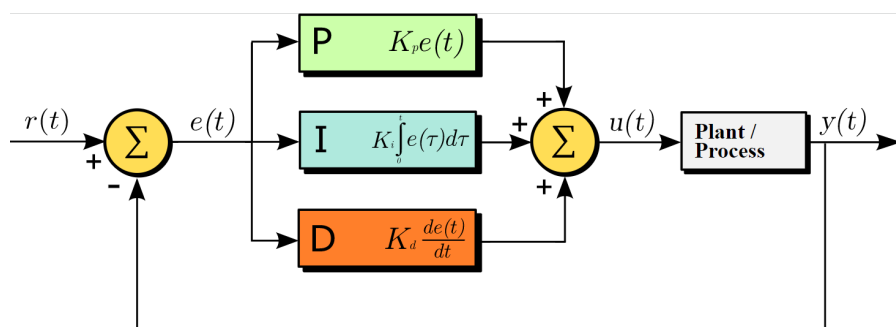 P K_p e(t)
r(t) Σ e(t) I K_i ∫_0^t e(τ)dτ Σ u(t) Plant / Process y(t)
+ - + + +
D K_d de(t)/dt